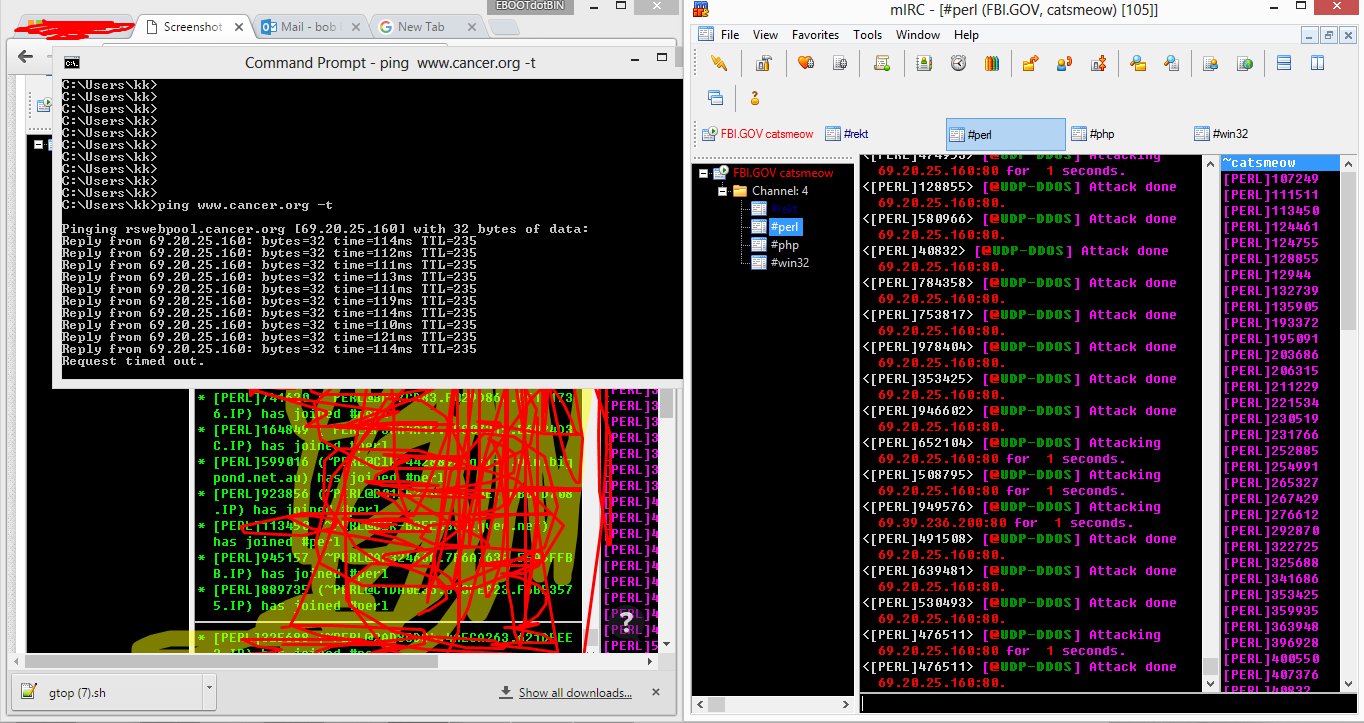 EBOOTdotBIN
Screenshot
Mail - bob
New Tab
Command Prompt - ping www.cancer.org -t
C:\Users\kk>
C:\Users\kk>
C:\Users\kk>
C:\Users\kk>
C:\Users\kk>
C:\Users\kk>
C:\Users\kk>
C:\Users\kk>
C:\Users\kk>
C:\Users\kk>
C:\Users\kk>ping www.cancer.org -t
Pinging rswebpool.cancer.org [69.20.25.160] with 32 bytes of data:
Reply from 69.20.25.160: bytes=32 time=114ms TTL=235
Reply from 69.20.25.160: bytes=32 time=112ms TTL=235
Reply from 69.20.25.160: bytes=32 time=111ms TTL=235
Reply from 69.20.25.160: bytes=32 time=113ms TTL=235
Reply from 69.20.25.160: bytes=32 time=111ms TTL=235
Reply from 69.20.25.160: bytes=32 time=119ms TTL=235
Reply from 69.20.25.160: bytes=32 time=114ms TTL=235
Reply from 69.20.25.160: bytes=32 time=110ms TTL=235
Reply from 69.20.25.160: bytes=32 time=121ms TTL=235
Reply from 69.20.25.160: bytes=32 time=114ms TTL=235
Request timed out.
6.IP) has joined #perl
* [PERL]164849
C.IP) has joined #perl
* [PERL]599016
pond.net.au) has joined #perl
* [PERL]923856
.IP) has joined #perl
* [PERL]113450
has joined #perl
* [PERL]945157
B.IP) has joined #perl
* [PERL]889735
5.IP) has joined #perl
* [PERL]325688
gtop (7).sh
Show all downloads...
mIRC - [#perl (FBI.GOV, catsmeow) [105]]
File View Favorites Tools Window Help
FBI.GOV catsmeow #rekt #perl #php #win32
FBI.GOV catsmeow
Channel: 4
#rekt
#perl
#php
#win32
<[PERL]474953> [@UDP-DDOS] Attacking
69.20.25.160:80 for 1 seconds.
<[PERL]128855> [@UDP-DDOS] Attack done
69.20.25.160:80.
<[PERL]580966> [@UDP-DDOS] Attack done
69.20.25.160:80.
<[PERL]40832> [@UDP-DDOS] Attack done
69.20.25.160:80.
<[PERL]784358> [@UDP-DDOS] Attack done
69.20.25.160:80.
<[PERL]753817> [@UDP-DDOS] Attack done
69.20.25.160:80.
<[PERL]978404> [@UDP-DDOS] Attack done
69.20.25.160:80.
<[PERL]353425> [@UDP-DDOS] Attack done
69.20.25.160:80.
<[PERL]946602> [@UDP-DDOS] Attack done
69.20.25.160:80.
<[PERL]652104> [@UDP-DDOS] Attacking
69.20.25.160:80 for 1 seconds.
<[PERL]508795> [@UDP-DDOS] Attacking
69.20.25.160:80 for 1 seconds.
<[PERL]949576> [@UDP-DDOS] Attacking
69.39.236.200:80 for 1 seconds.
<[PERL]491508> [@UDP-DDOS] Attack done
69.20.25.160:80.
<[PERL]639481> [@UDP-DDOS] Attack done
69.20.25.160:80.
<[PERL]530493> [@UDP-DDOS] Attack done
69.20.25.160:80.
<[PERL]476511> [@UDP-DDOS] Attacking
69.20.25.160:80 for 1 seconds.
<[PERL]476511> [@UDP-DDOS] Attack done
69.20.25.160:80.
~catsmeow
[PERL]107249
[PERL]111511
[PERL]113450
[PERL]124461
[PERL]124755
[PERL]128855
[PERL]12944
[PERL]132739
[PERL]135905
[PERL]193372
[PERL]195091
[PERL]203686
[PERL]206315
[PERL]211229
[PERL]221534
[PERL]230519
[PERL]231766
[PERL]252885
[PERL]254991
[PERL]265327
[PERL]267429
[PERL]276612
[PERL]292870
[PERL]322725
[PERL]325688
[PERL]341686
[PERL]353425
[PERL]359935
[PERL]363948
[PERL]396928
[PERL]400550
[PERL]407376
[PERL]40832